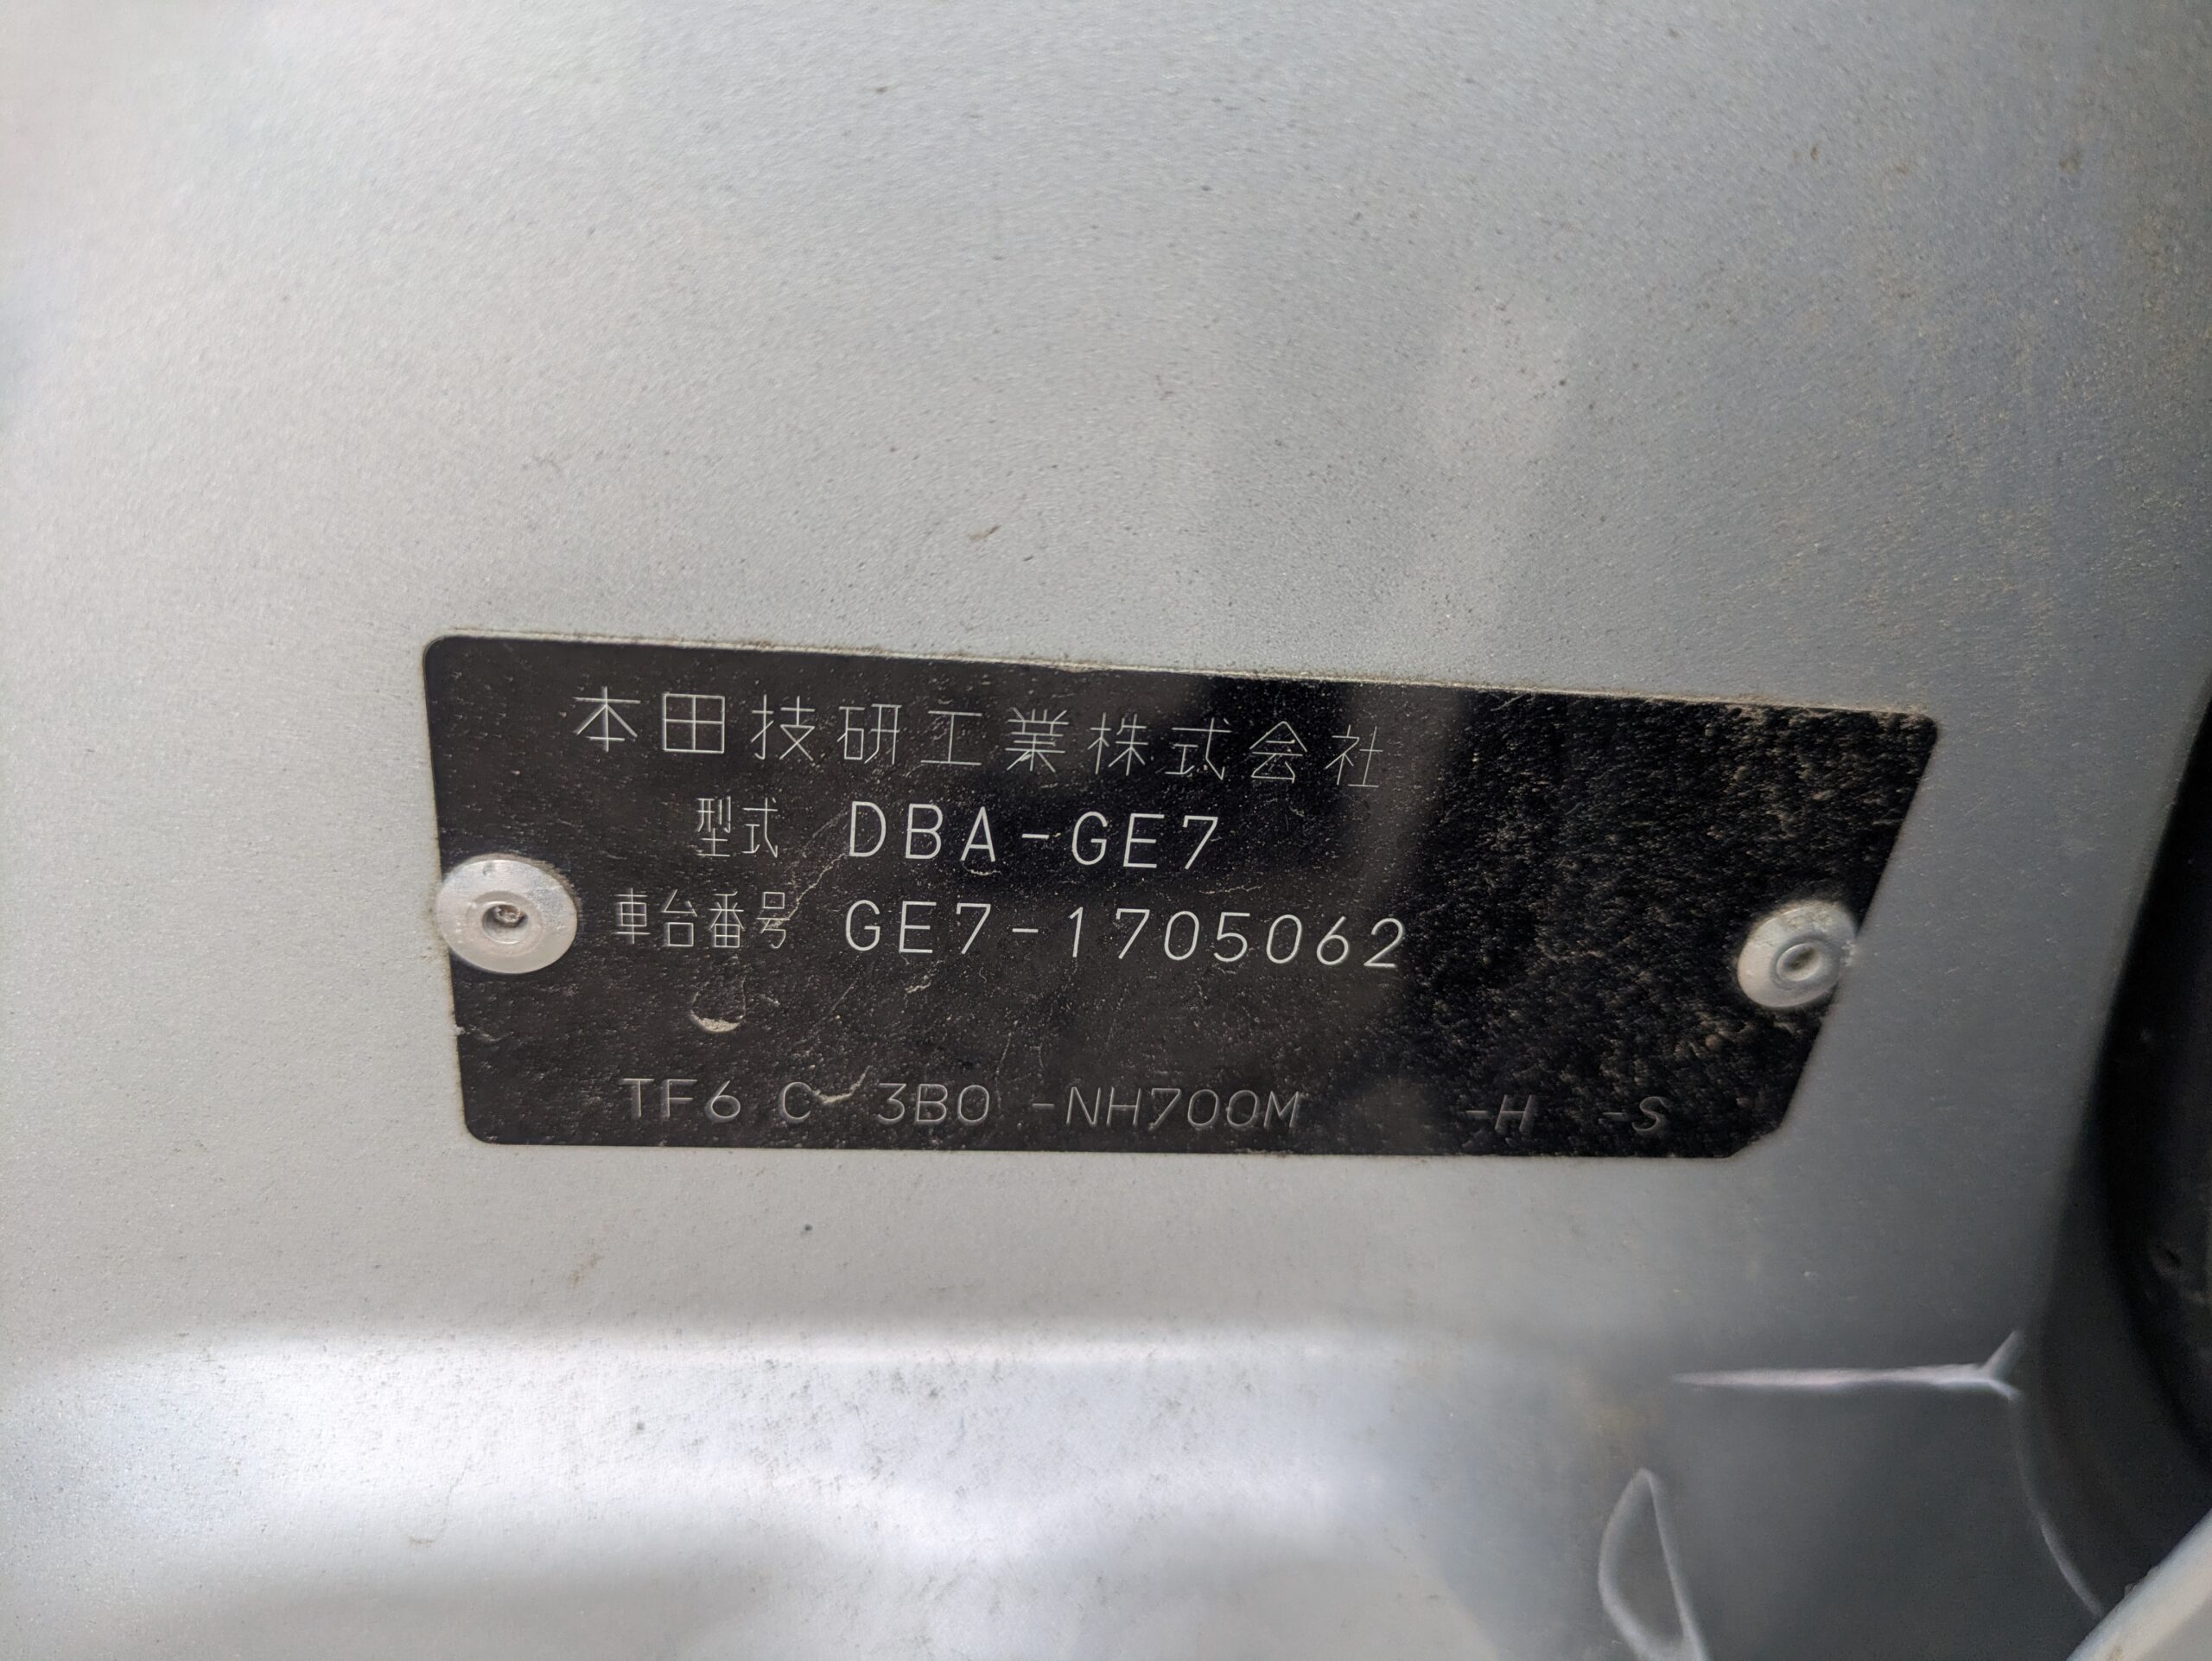 本田技研工業株式会社
型式 DBA-GE7
車台番号 GE7-1705062
TF6 C 3B0 -NH700M -H -S